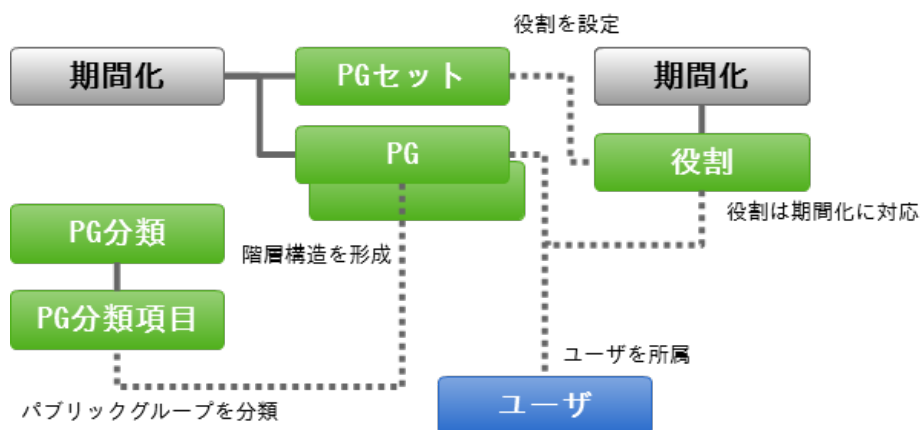 役割を設定
期間化
PGセット
期間化
PG
役割
役割は期間化に対応
PG分類
階層構造を形成
PG分類項目
ユーザを所属
ユーザ
パブリックグループを分類